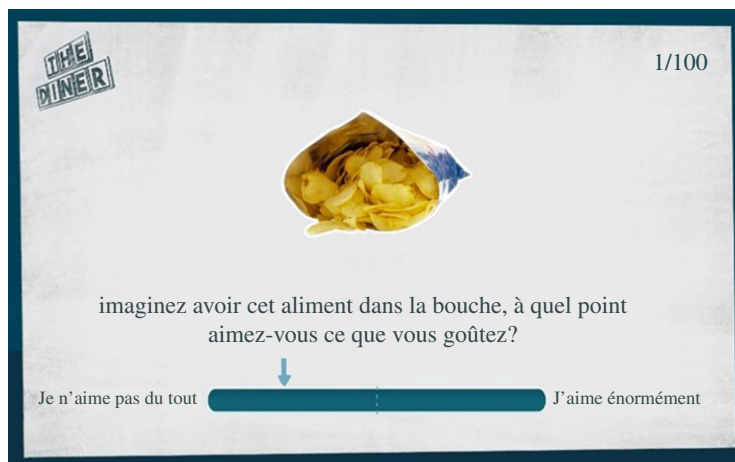 THE
DINER
1/100
imaginez avoir cet aliment dans la bouche, à quel point
aimez-vous ce que vous goûtez?
Je n’aime pas du tout
J’aime énormément